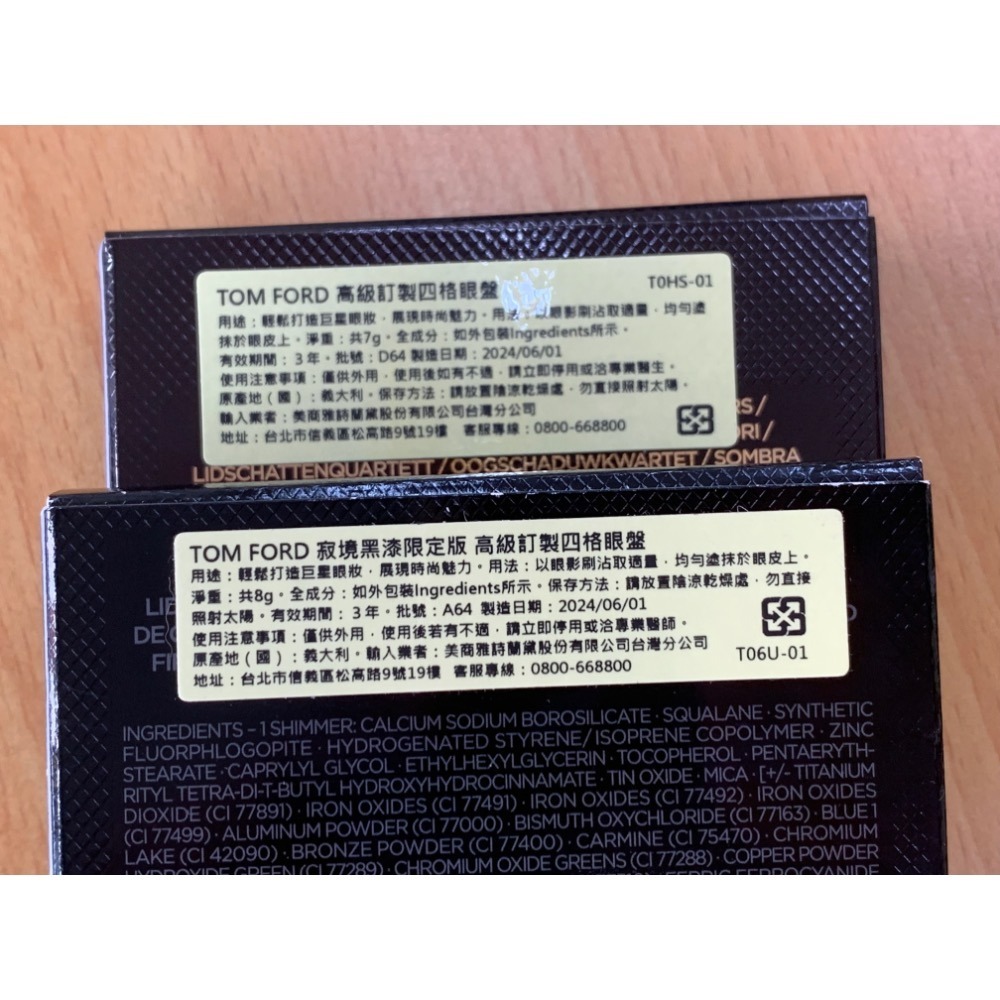 TOM FORD 高級訂製四格眼盤
T0HS-01
用途：輕鬆打造巨星眼妝，展現時尚魅力。用法：以眼影刷沾取適量，均勻塗
抹於眼皮上。淨重：共7g。全成分：如外包裝Ingredients所示。
有效期間：3年。批號：D64 製造日期：2024/06/01
使用注意事項：僅供外用，使用後如有不適，請立即停用或洽專業醫生。
原產地（國）：義大利。保存方法：請放置陰涼乾燥處，勿直接照射太陽。
輸入業者：美商雅詩蘭黛股份有限公司台灣分公司
地址：台北市信義區松高路9號19樓 客服專線：0800-668800
RS /
ORI /
LIDSCHATTENQUARTETT / OOGSCHADUWKWARTET / SOMBRA
TOM FORD 寂境黑漆限定版 高級訂製四格眼盤
用途：輕鬆打造巨星眼妝，展現時尚魅力。用法：以眼影刷沾取適量，均勻塗抹於眼皮上。
淨重：共8g。全成分：如外包裝Ingredients所示。保存方法：請放置陰涼乾燥處，勿直接
照射太陽。有效期間：3年。批號：A64 製造日期：2024/06/01
使用注意事項：僅供外用，使用後若有不適，請立即停用或洽專業醫師。
原產地（國）：義大利。輸入業者：美商雅詩蘭黛股份有限公司台灣分公司
地址：台北市信義區松高路9號19樓 客服專線：0800-668800
T06U-01
INGREDIENTS – 1 SHIMMER: CALCIUM SODIUM BOROSILICATE · SQUALANE · SYNTHETIC
FLUORPHLOGOPITE · HYDROGENATED STYRENE/ISOPRENE COPOLYMER · ZINC
STEARATE · CAPRYLYL GLYCOL · ETHYLHEXYLGLYCERIN · TOCOPHEROL · PENTAERYTH-
RITYL TETRA-DI-T-BUTYL HYDROXYHYDROCINNAMATE · TIN OXIDE · MICA · [+/- TITANIUM
DIOXIDE (CI 77891) · IRON OXIDES (CI 77491) · IRON OXIDES (CI 77492) · IRON OXIDES
(CI 77499) · ALUMINUM POWDER (CI 77000) · BISMUTH OXYCHLORIDE (CI 77163) · BLUE 1
LAKE (CI 42090) · BRONZE POWDER (CI 77400) · CARMINE (CI 75470) · CHROMIUM
HYDROXIDE GREEN (CI 77289) · CHROMIUM OXIDE GREENS (CI 77288) · COPPER POWDER
FERRIC FERROCYANIDE